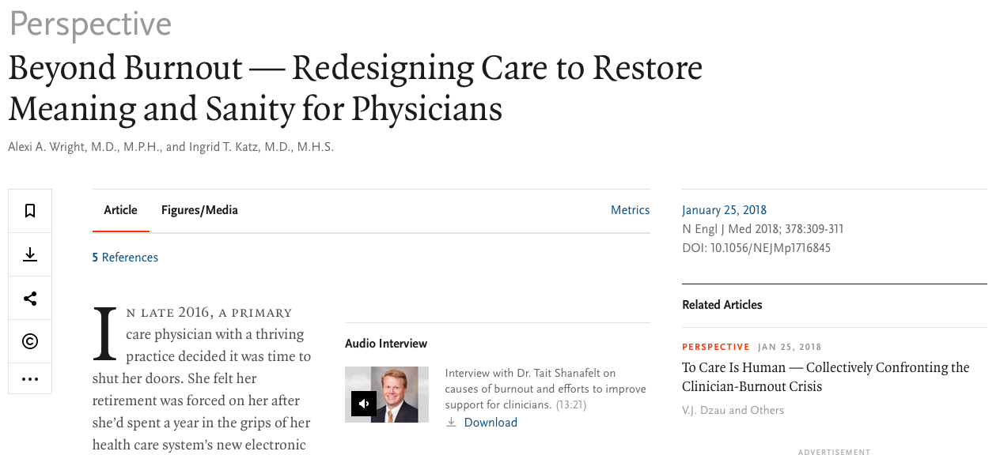 Perspective
Beyond Burnout — Redesigning Care to Restore
Meaning and Sanity for Physicians
Alexi A. Wright, M.D., M.P.H., and Ingrid T. Katz, M.D., M.H.S.
Article
Figures/Media
Metrics
5 References
IN LATE 2016, A PRIMARY
care physician with a thriving
practice decided it was time to
shut her doors. She felt her
retirement was forced on her after
she’d spent a year in the grips of her
health care system’s new electronic
Audio Interview
Interview with Dr. Tait Shanafelt on
causes of burnout and efforts to improve
support for clinicians. (13:21)
Download
January 25, 2018
N Engl J Med 2018; 378:309-311
DOI: 10.1056/NEJMp1716845
Related Articles
PERSPECTIVE JAN 25, 2018
To Care Is Human — Collectively Confronting the
Clinician-Burnout Crisis
V.J. Dzau and Others
ADVERTISEMENT